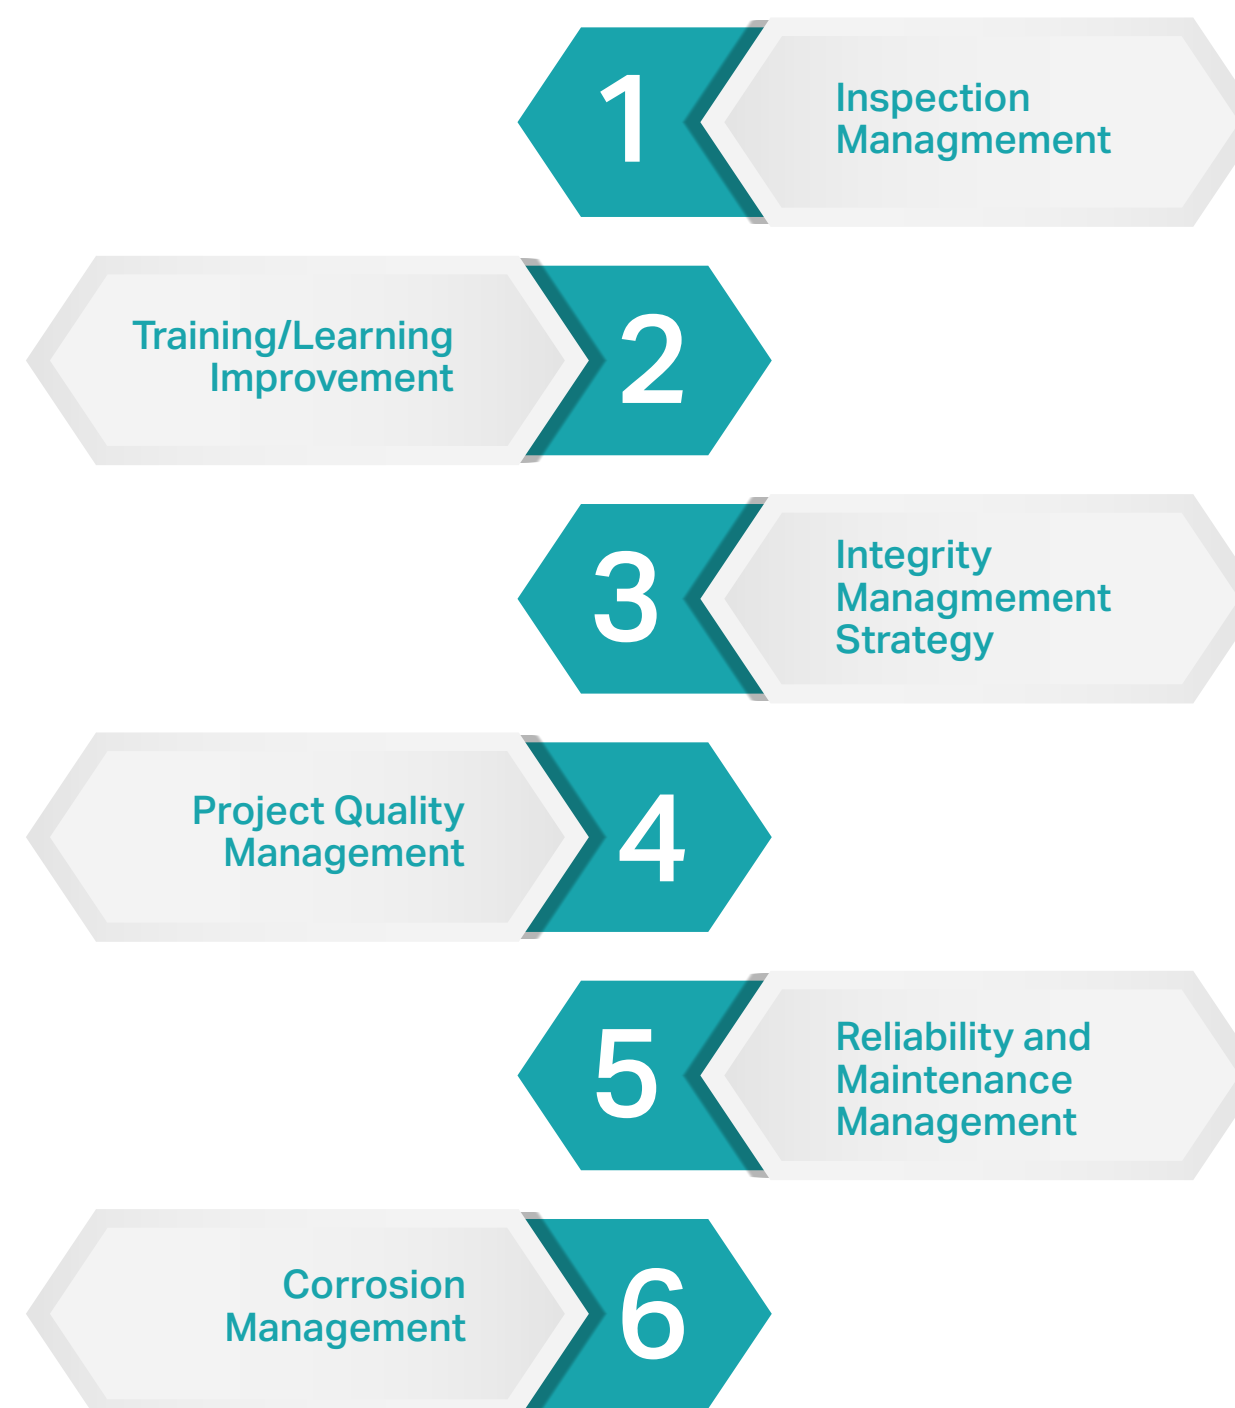 1
Inspection
Managmement
Training/Learning
Improvement
2
3
Integrity
Managmement
Strategy
Project Quality
Management
4
5
Reliability and
Maintenance
Management
Corrosion
Management
6